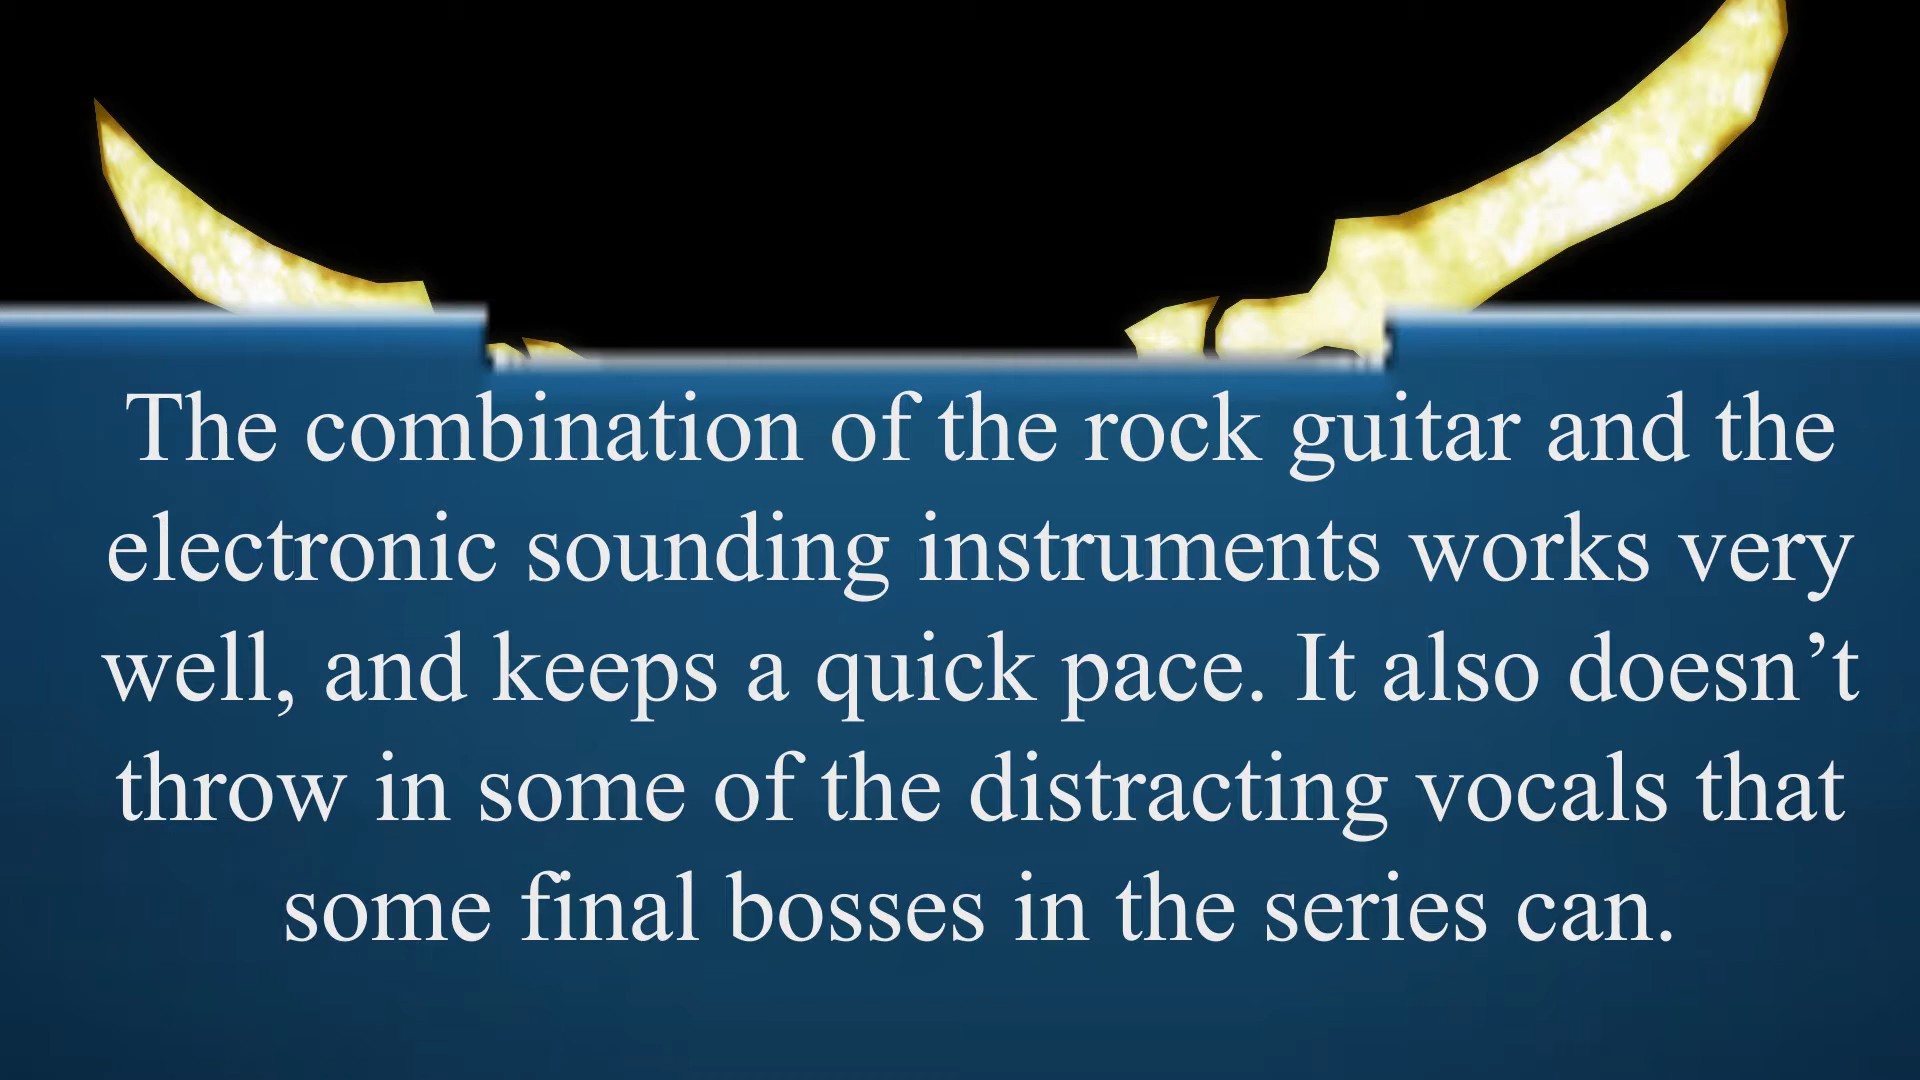 The combination of the rock guitar and the
electronic sounding instruments works very
well, and keeps a quick pace. It also doesn’t
throw in some of the distracting vocals that
some final bosses in the series can.